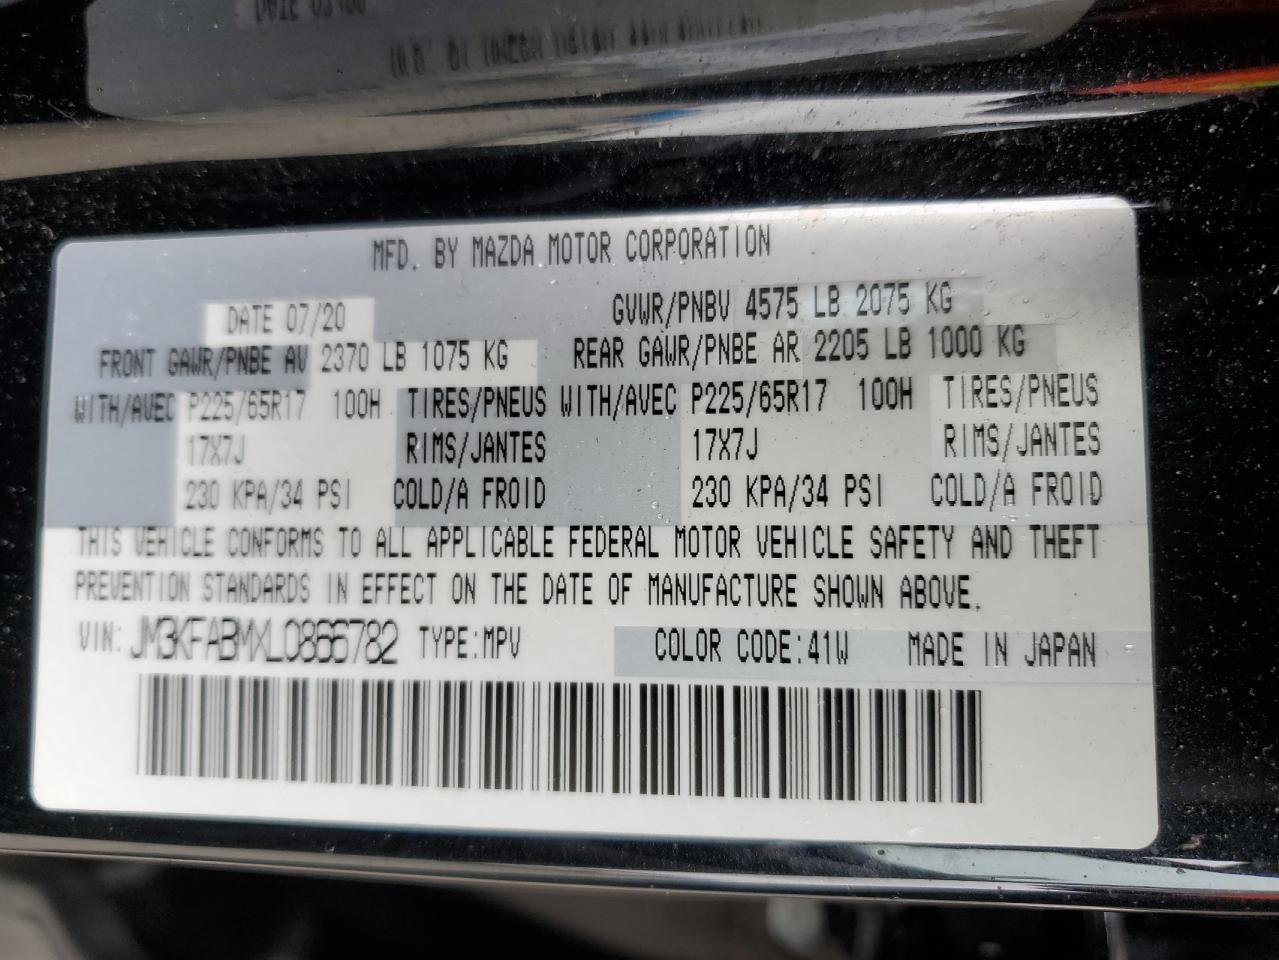 MFD. BY MAZDA MOTOR CORPORATION
DATE 07/20 GVWR/PNBV 4575 LB 2075 KG
FRONT GAWR/PNBE AV 2370 LB 1075 KG REAR GAWR/PNBE AR 2205 LB 1000 KG
WITH/AVEC P225/65R17 100H TIRES/PNEUS WITH/AVEC P225/65R17 100H TIRES/PNEUS
17X7J RIMS/JANTES 17X7J RIMS/JANTES
230 KPA/34 PSI COLD/A FROID 230 KPA/34 PSI COLD/A FROID
THIS VEHICLE CONFORMS TO ALL APPLICABLE FEDERAL MOTOR VEHICLE SAFETY AND THEFT
PREVENTION STANDARDS IN EFFECT ON THE DATE OF MANUFACTURE SHOWN ABOVE.
VIN: JM3KFABMXL0866782 TYPE:MPV COLOR CODE:41W MADE IN JAPAN